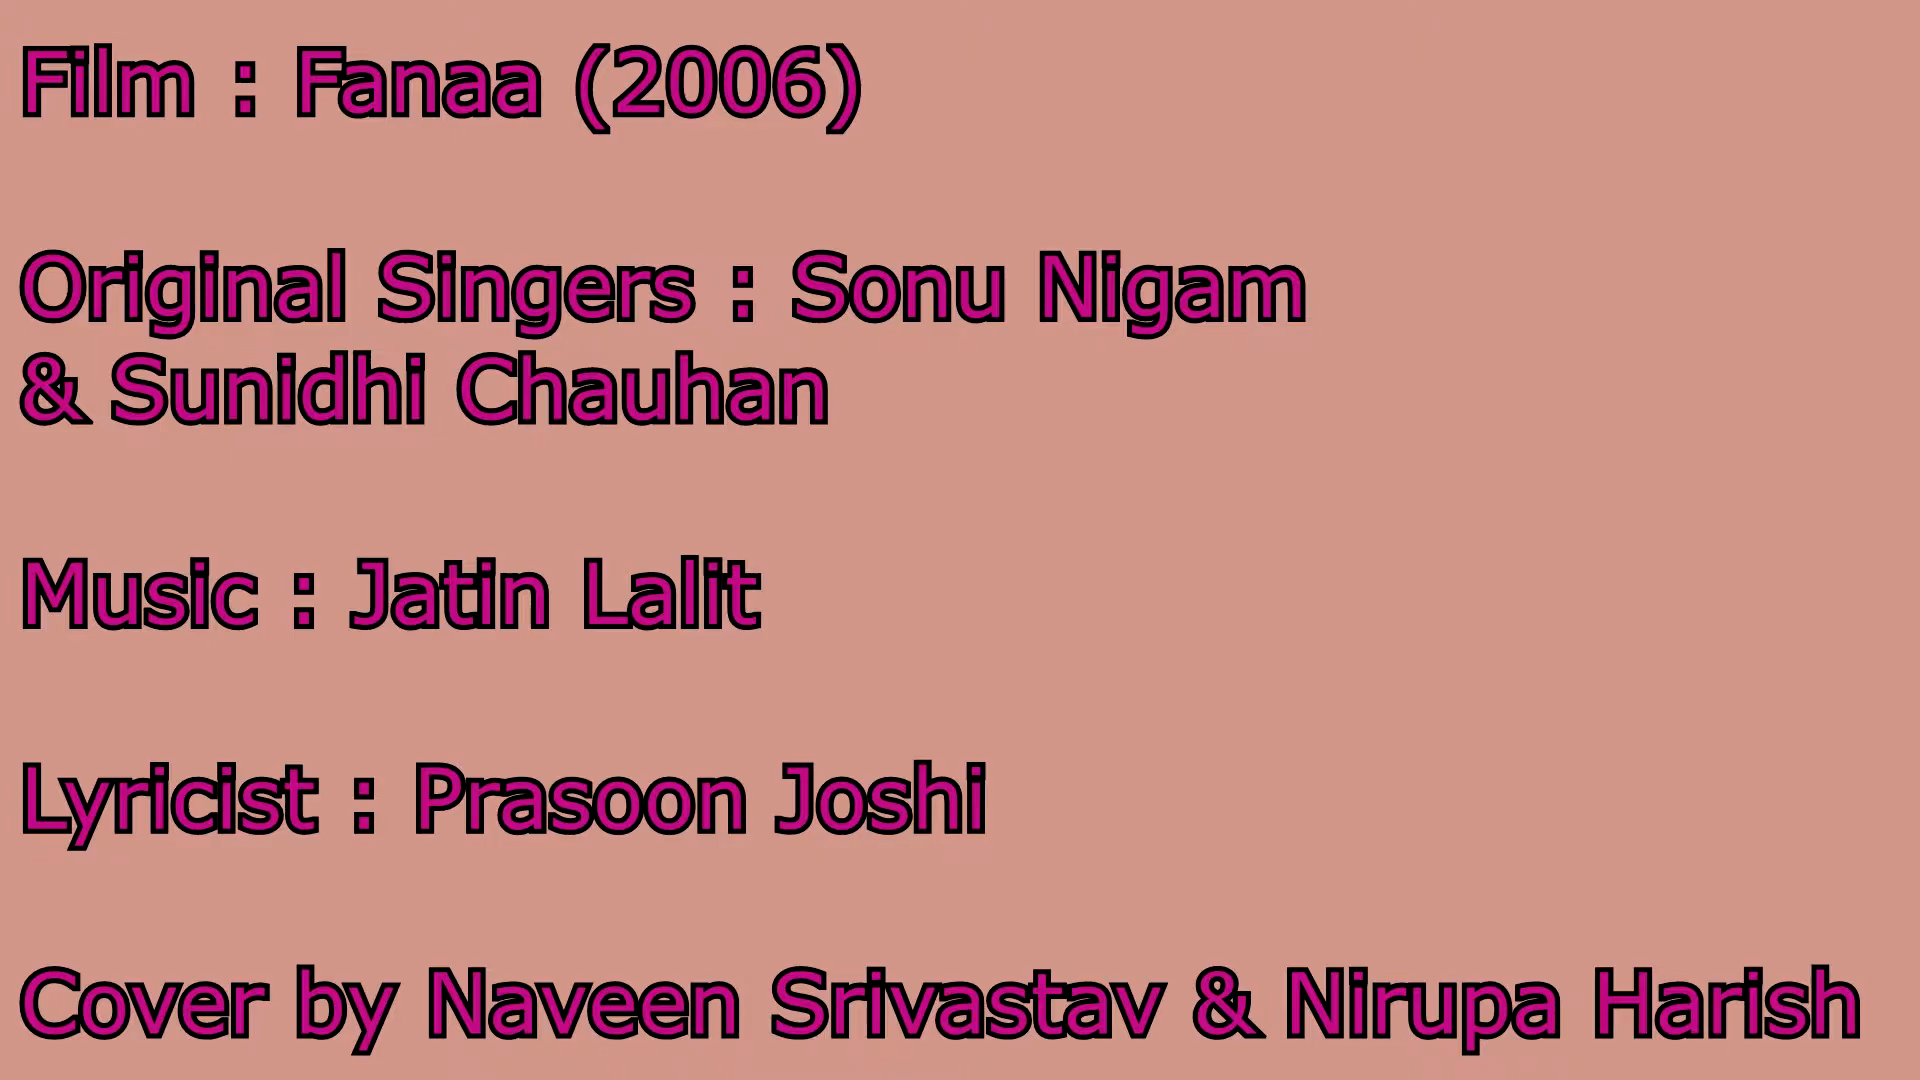 Film : Fanaa (2006)
Original Singers : Sonu Nigam
& Sunidhi Chauhan
Music : Jatin Lalit
Lyricist : Prasoon Joshi
Cover by Naveen Srivastav & Nirupa Harish